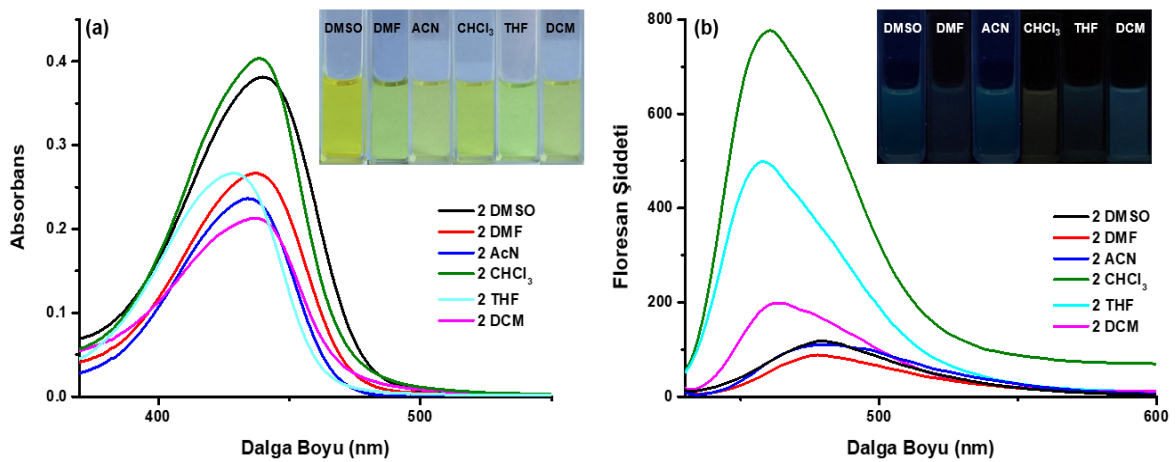 (a)
DMSO DMF ACN CHCl₃ THF DCM
Absorbans
0.4
0.3
0.2
0.1
0.0
2 DMSO
2 DMF
2 AcN
2 CHCl₃
2 THF
2 DCM
400 500
Dalga Boyu (nm)
(b)
DMSO DMF ACN CHCl₃ THF DCM
Floresan Şiddeti
800
600
400
200
0
2 DMSO
2 DMF
2 ACN
2 CHCl₃
2 THF
2 DCM
500 600
Dalga Boyu (nm)